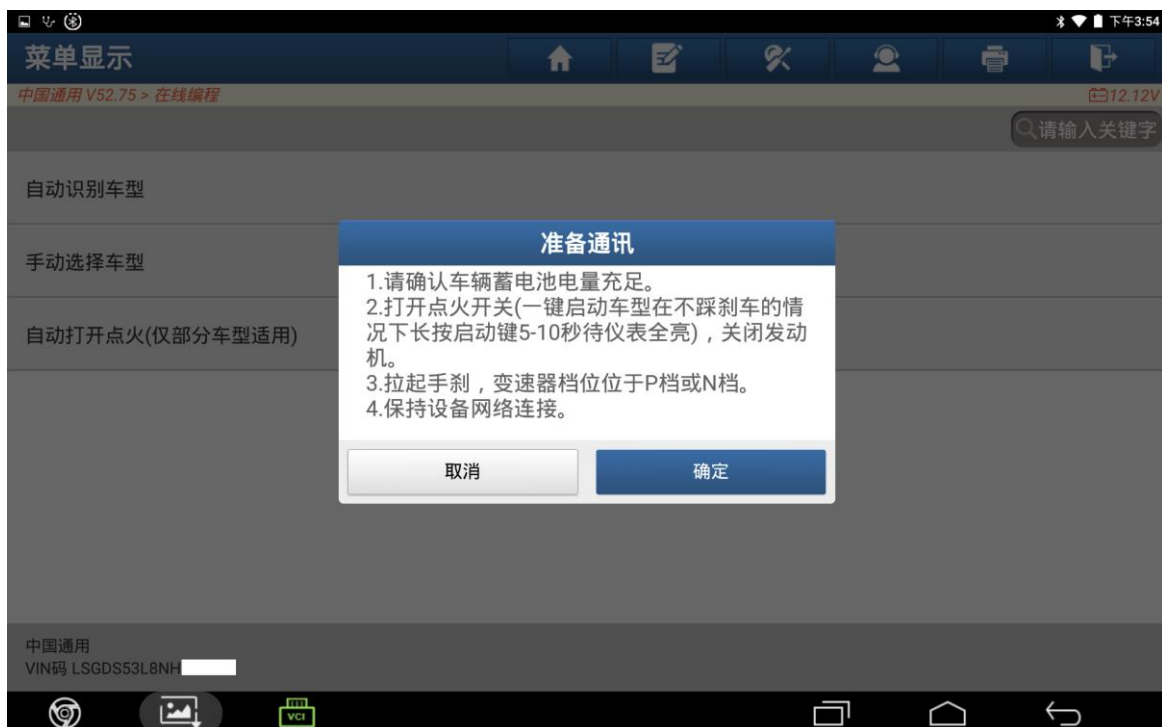 下午3:54
菜单显示
中国通用 V52.75 > 在线编程
12.12V
请输入关键字
自动识别车型
手动选择车型
自动打开点火(仅部分车型适用)
准备通讯
1.请确认车辆蓄电池电量充足。
2.打开点火开关(一键启动车型在不踩刹车的情
况下长按启动键5-10秒待仪表全亮)，关闭发动
机。
3.拉起手刹，变速器档位位于P档或N档。
4.保持设备网络连接。
取消
确定
中国通用
VIN码 LSGDS53L8NH
VCI